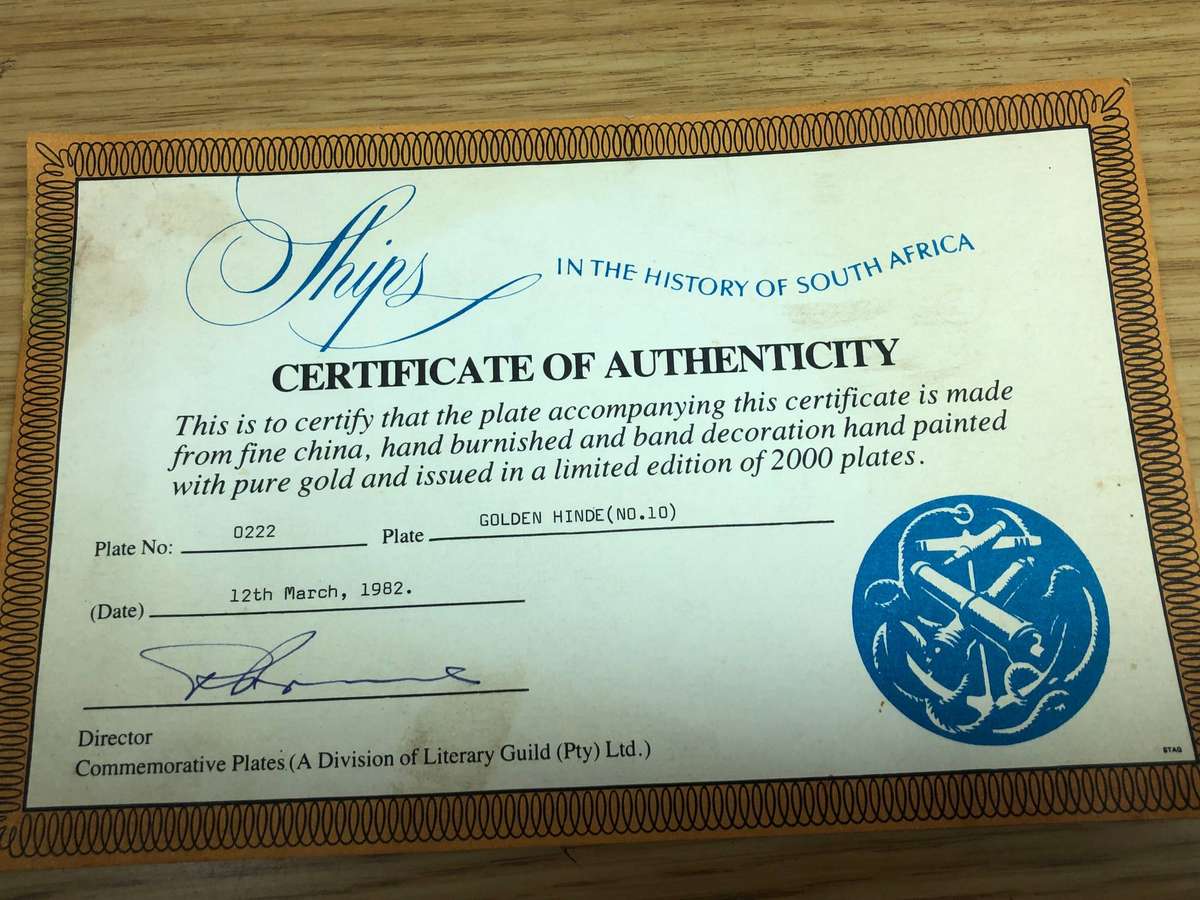 Ships IN THE HISTORY OF SOUTH AFRICA
CERTIFICATE OF AUTHENTICITY
This is to certify that the plate accompanying this certificate is made
from fine china, hand burnished and band decoration hand painted
with pure gold and issued in a limited edition of 2000 plates.
Plate No: 0222 Plate GOLDEN HINDE(NO.10)
(Date) 12th March, 1982.
Director
Commemorative Plates (A Division of Literary Guild (Pty) Ltd.)
STAG